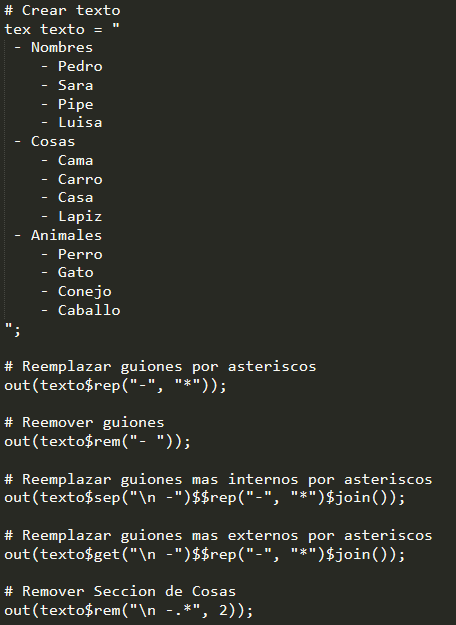 # Crear texto
tex texto = "
 - Nombres
    - Pedro
    - Sara
    - Pipe
    - Luisa
 - Cosas
    - Cama
    - Carro
    - Casa
    - Lapiz
 - Animales
    - Perro
    - Gato
    - Conejo
    - Caballo
";

# Reemplazar guiones por asteriscos
out(texto$rep("-", "*"));

# Reemover guiones
out(texto$rem("- "));

# Reemplazar guiones mas internos por asteriscos
out(texto$sep("\n -")$$rep("-", "*")$join());

# Reemplazar guiones mas externos por asteriscos
out(texto$get("\n -")$$rep("-", "*")$join());

# Remover Seccion de Cosas
out(texto$rem("\n -.*", 2));